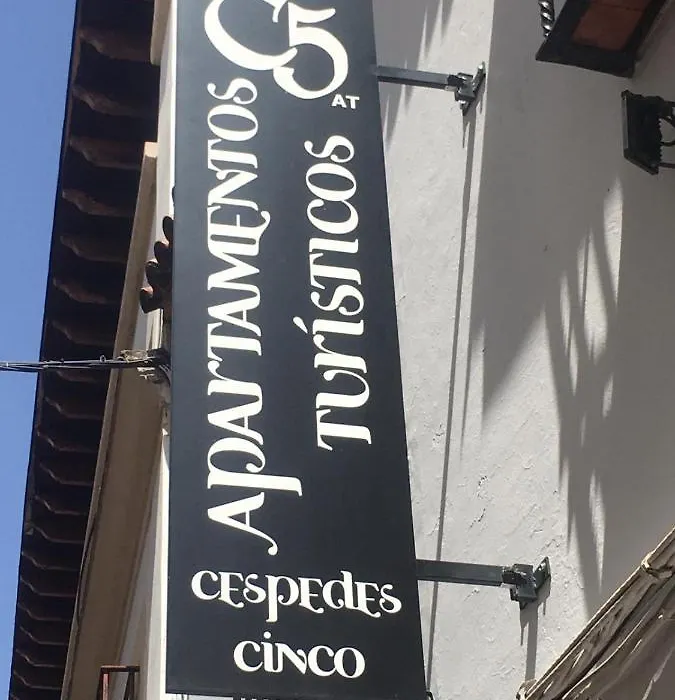 C5
AT
APARTAMENTOS
TURÍSTICOS
CESPEDES
CINCO